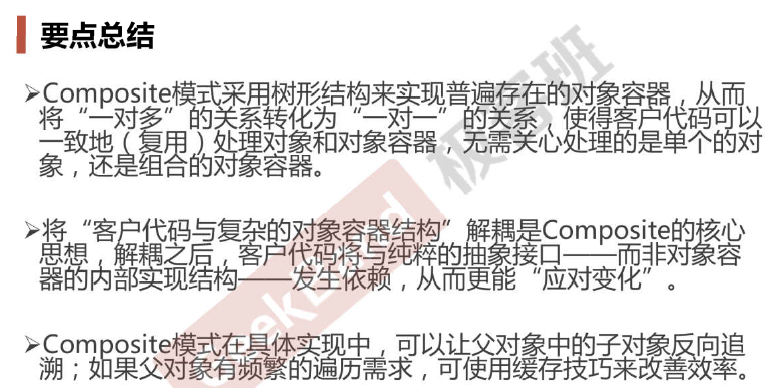 要点总结
➢Composite模式采用树形结构来实现普遍存在的对象容器，从而
将“一对多”的关系转化为“一对一”的关系，使得客户代码可以
一致地（复用）处理对象和对象容器，无需关心处理的是单个的对
象，还是组合的对象容器。
➢将“客户代码与复杂的对象容器结构”解耦是Composite的核心
思想，解耦之后，客户代码将与纯粹的抽象接口——而非对象容
器的内部实现结构——发生依赖，从而更能“应对变化”。
➢Composite模式在具体实现中，可以让父对象中的子对象反向追
溯；如果父对象有频繁的遍历需求，可使用缓存技巧来改善效率。
极客班